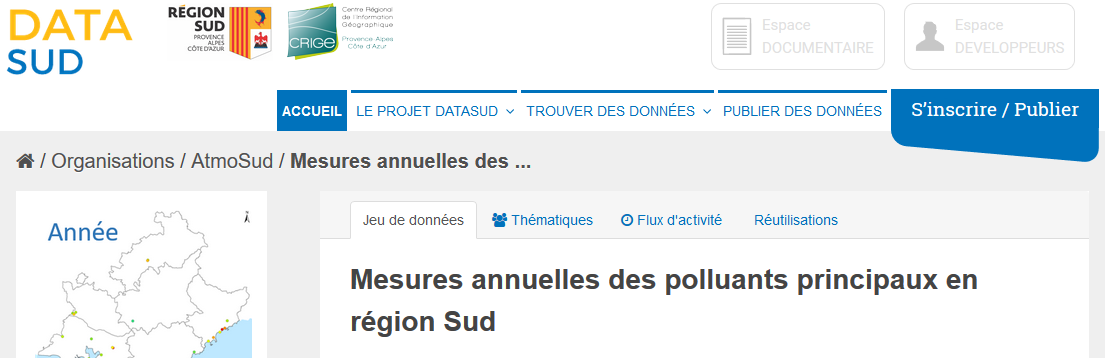 DATA
SUD
RÉGION
SUD
PROVENCE
ALPES
CÔTE D'AZUR
CRIGE
Centre Régional
de l'Information
Géographique
Provence Alpes
Côte d'Azur
Espace
DOCUMENTAIRE
Espace
DEVELOPPEURS
ACCUEIL LE PROJET DATASUD TROUVER DES DONNÉES PUBLIER DES DONNÉES S'inscrire / Publier
/ Organisations / AtmoSud / Mesures annuelles des ...
Année
Jeu de données Thématiques Flux d'activité Réutilisations
Mesures annuelles des polluants principaux en
région Sud